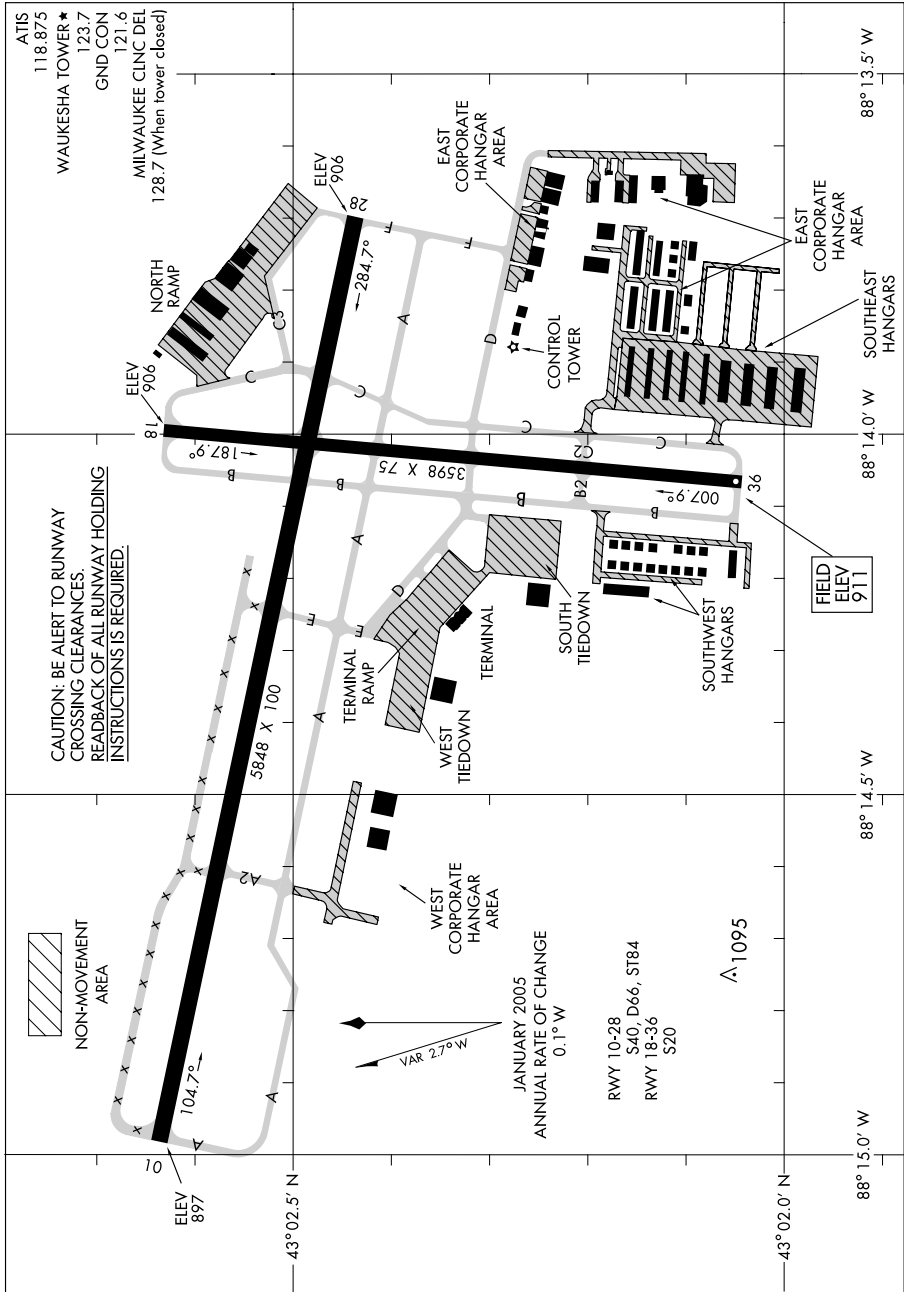 ATIS
118.875
WAUKESHA TOWER★
123.7
GND CON
121.6
MILWAUKEE CLNC DEL
128.7 (When tower closed)
CAUTION: BE ALERT TO RUNWAY
CROSSING CLEARANCES.
READBACK OF ALL RUNWAY HOLDING
INSTRUCTIONS IS REQUIRED.
NON-MOVEMENT
AREA
ELEV
897
10
104.7°
5848 X 100
ELEV
906
18
187.9°
3598 X 75
ELEV
906
28
284.7°
007.9°
36
FIELD
ELEV
911
NORTH
RAMP
EAST
CORPORATE
HANGAR
AREA
CONTROL
TOWER
EAST
CORPORATE
HANGAR
AREA
SOUTHEAST
HANGARS
TERMINAL
RAMP
TERMINAL
WEST
TIEDOWN
SOUTH
TIEDOWN
SOUTHWEST
HANGARS
WEST
CORPORATE
HANGAR
AREA
A
A
A2
A
A
A
B
B
B
B2
B
C
C3
C
C
C2
C
D
D
E
E
F
F
x x x x x x x x x
x x x x x x x
VAR 2.7° W
JANUARY 2005
ANNUAL RATE OF CHANGE
0.1° W
RWY 10-28
S40, D66, ST84
RWY 18-36
S20
1095
43° 02.5' N
43° 02.0' N
88° 15.0' W
88° 14.5' W
88° 14.0' W
88° 13.5' W